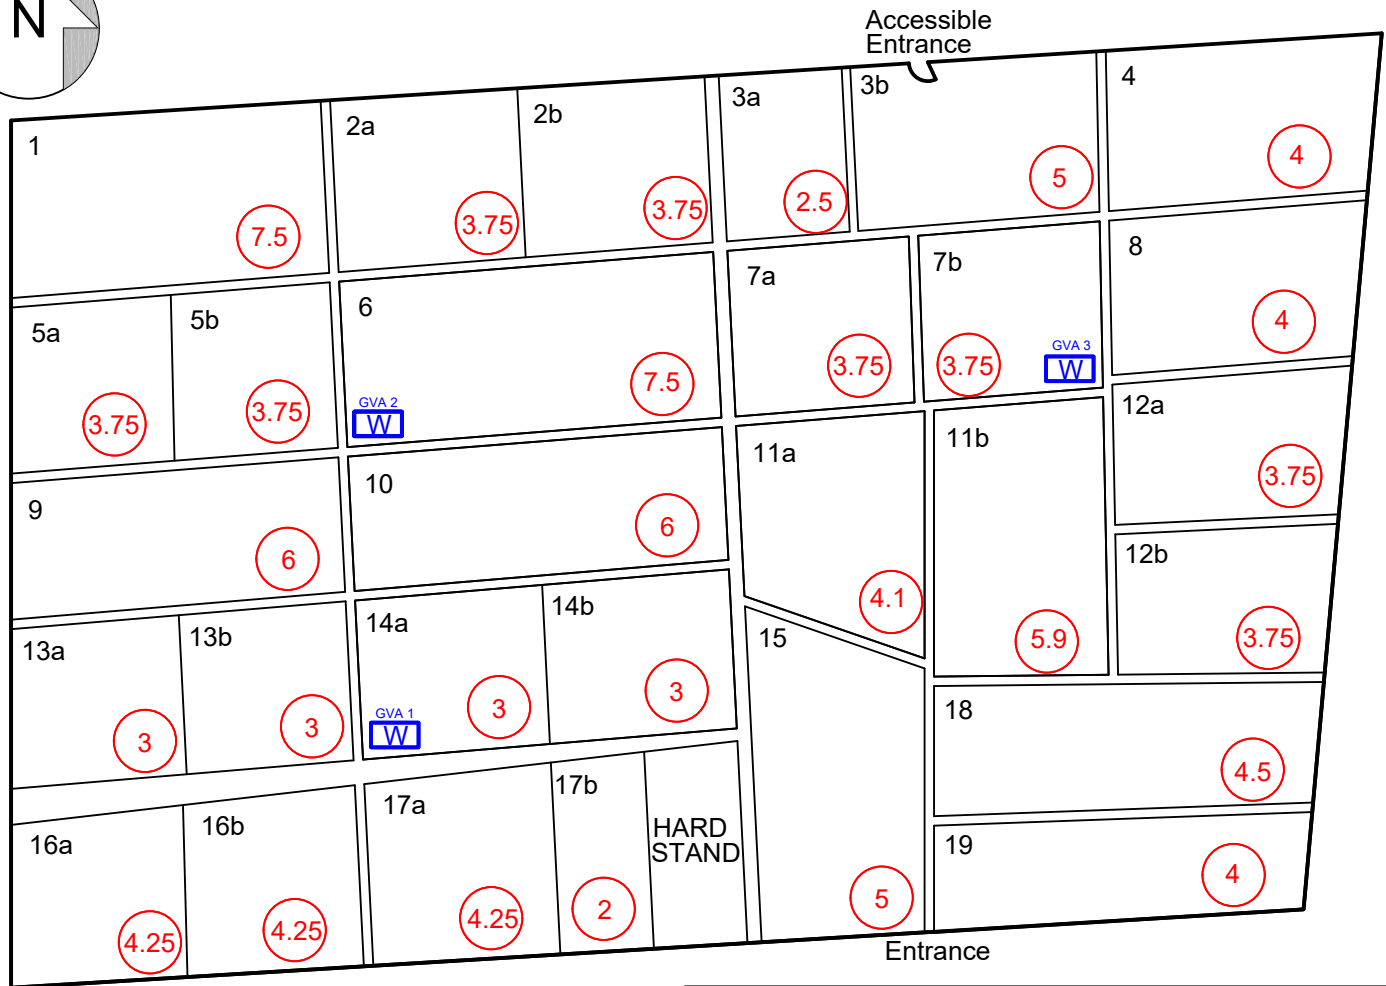 N
Accessible
Entrance
1
7.5
2a
3.75
2b
3.75
3a
2.5
3b
5
4
4
5a
3.75
5b
3.75
6
GVA 2
W
7.5
7a
3.75
7b
3.75
GVA 3
W
8
4
9
6
10
6
11a
4.1
11b
5.9
12a
3.75
12b
3.75
13a
3
13b
3
14a
GVA 1
W
3
14b
3
15
5
16a
4.25
16b
4.25
17a
4.25
17b
2
HARD
STAND
18
4.5
19
4
Entrance